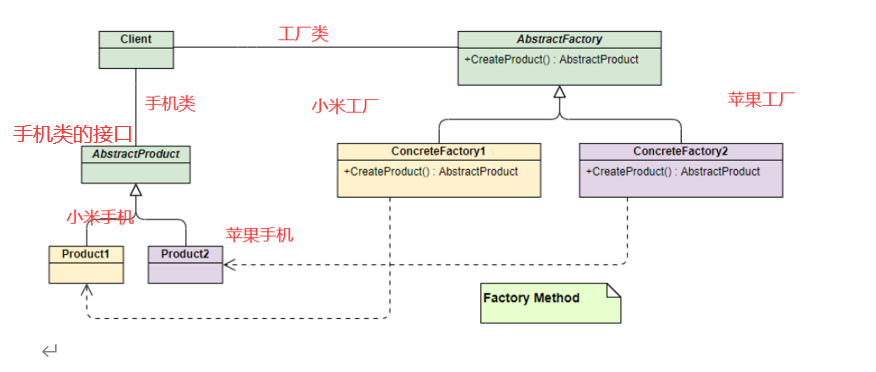 工厂类
Client
AbstractFactory
+CreateProduct() : AbstractProduct
手机类
小米工厂
苹果工厂
手机类的接口
AbstractProduct
ConcreteFactory1
+CreateProduct() : AbstractProduct
ConcreteFactory2
+CreateProduct() : AbstractProduct
小米手机
苹果手机
Product1
Product2
Factory Method